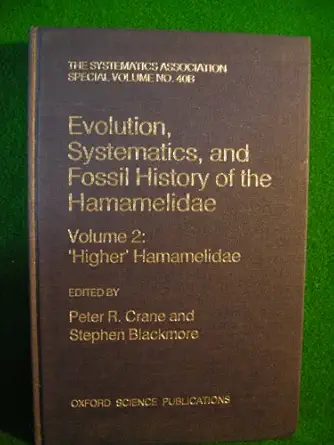 THE SYSTEMATICS ASSOCIATION
SPECIAL VOLUME NO. 40B
Evolution,
Systematics, and
Fossil History of the
Hamamelidae
Volume 2:
'Higher' Hamamelidae
EDITED BY
Peter R. Crane and
Stephen Blackmore
OXFORD SCIENCE PUBLICATIONS